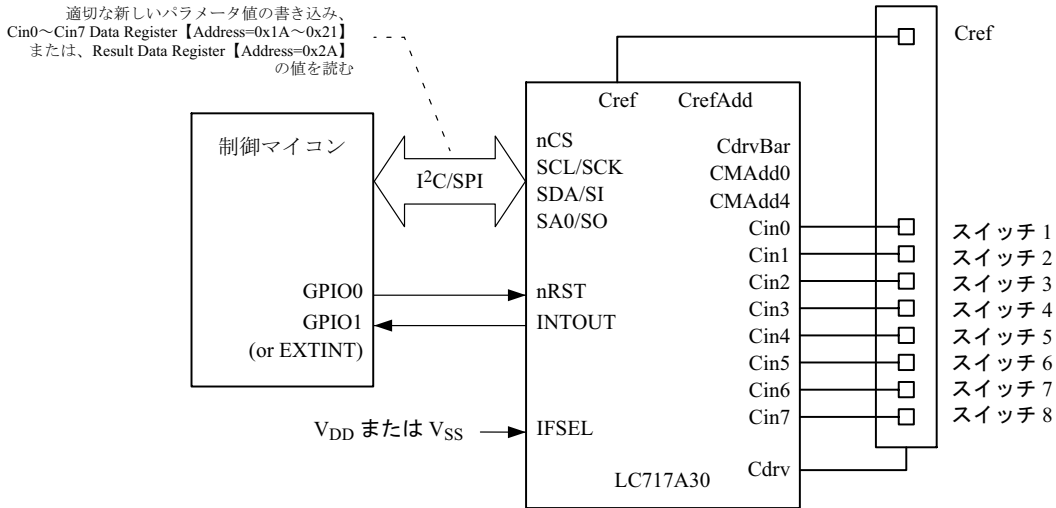 適切な新しいパラメータ値の書き込み、
Cin0～Cin7 Data Register【Address=0x1A～0x21】
または、Result Data Register【Address=0x2A】
の値を読む
制御マイコン
I2C/SPI
GPIO0
GPIO1
(or EXTINT)
VDD または VSS
Cref
CrefAdd
nCS
SCL/SCK
SDA/SI
SA0/SO
nRST
INTOUT
IFSEL
CdrvBar
CMAdd0
CMAdd4
Cin0
Cin1
Cin2
Cin3
Cin4
Cin5
Cin6
Cin7
Cdrv
LC717A30
Cref
スイッチ 1
スイッチ 2
スイッチ 3
スイッチ 4
スイッチ 5
スイッチ 6
スイッチ 7
スイッチ 8